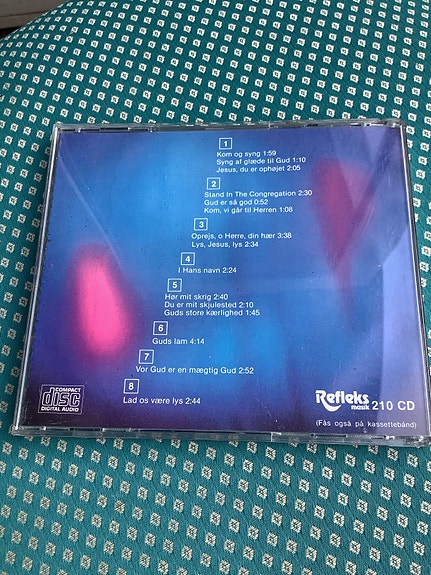 1
Kom og syng 1:59
Syng af glæde til Gud 1:10
Jesus, du er ophøjet 2:05
2
Stand In The Congregation 2:30
Gud er så god 0:52
Kom, vi går til Herren 1:08
3
Oprejs, o Herre, din hær 3:38
Lys, Jesus, lys 2:34
4
I Hans navn 2:24
5
Hør mit skrig 2:40
Du er mit skjulested 2:10
Guds store kærlighed 1:45
6
Guds lam 4:14
7
Vor Gud er en mægtig Gud 2:52
8
Lad os være lys 2:44
COMPACT
disc
DIGITAL AUDIO
Refleks
musik 210 CD
(Fås også på kassettebånd)